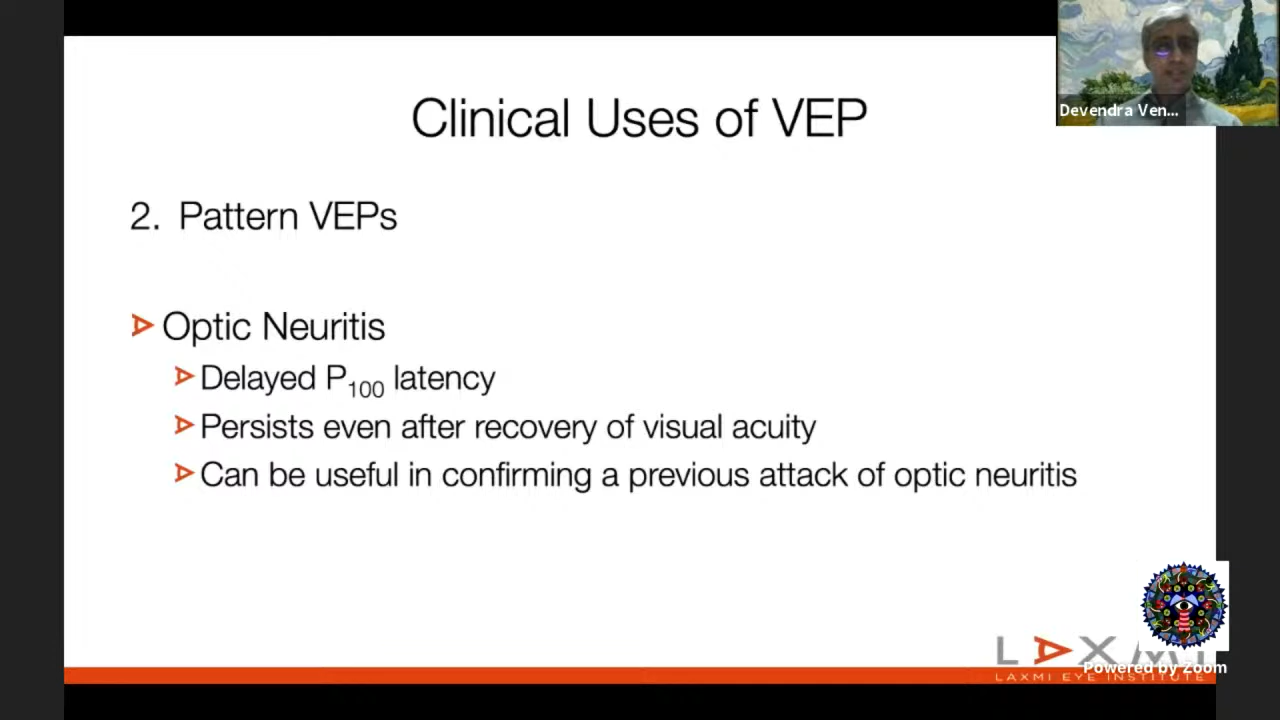 Devendra Ven...
Clinical Uses of VEP
2. Pattern VEPs
Optic Neuritis
Delayed P100 latency
Persists even after recovery of visual acuity
Can be useful in confirming a previous attack of optic neuritis
Powered by Zoom
LAXMI EYE INSTITUTE